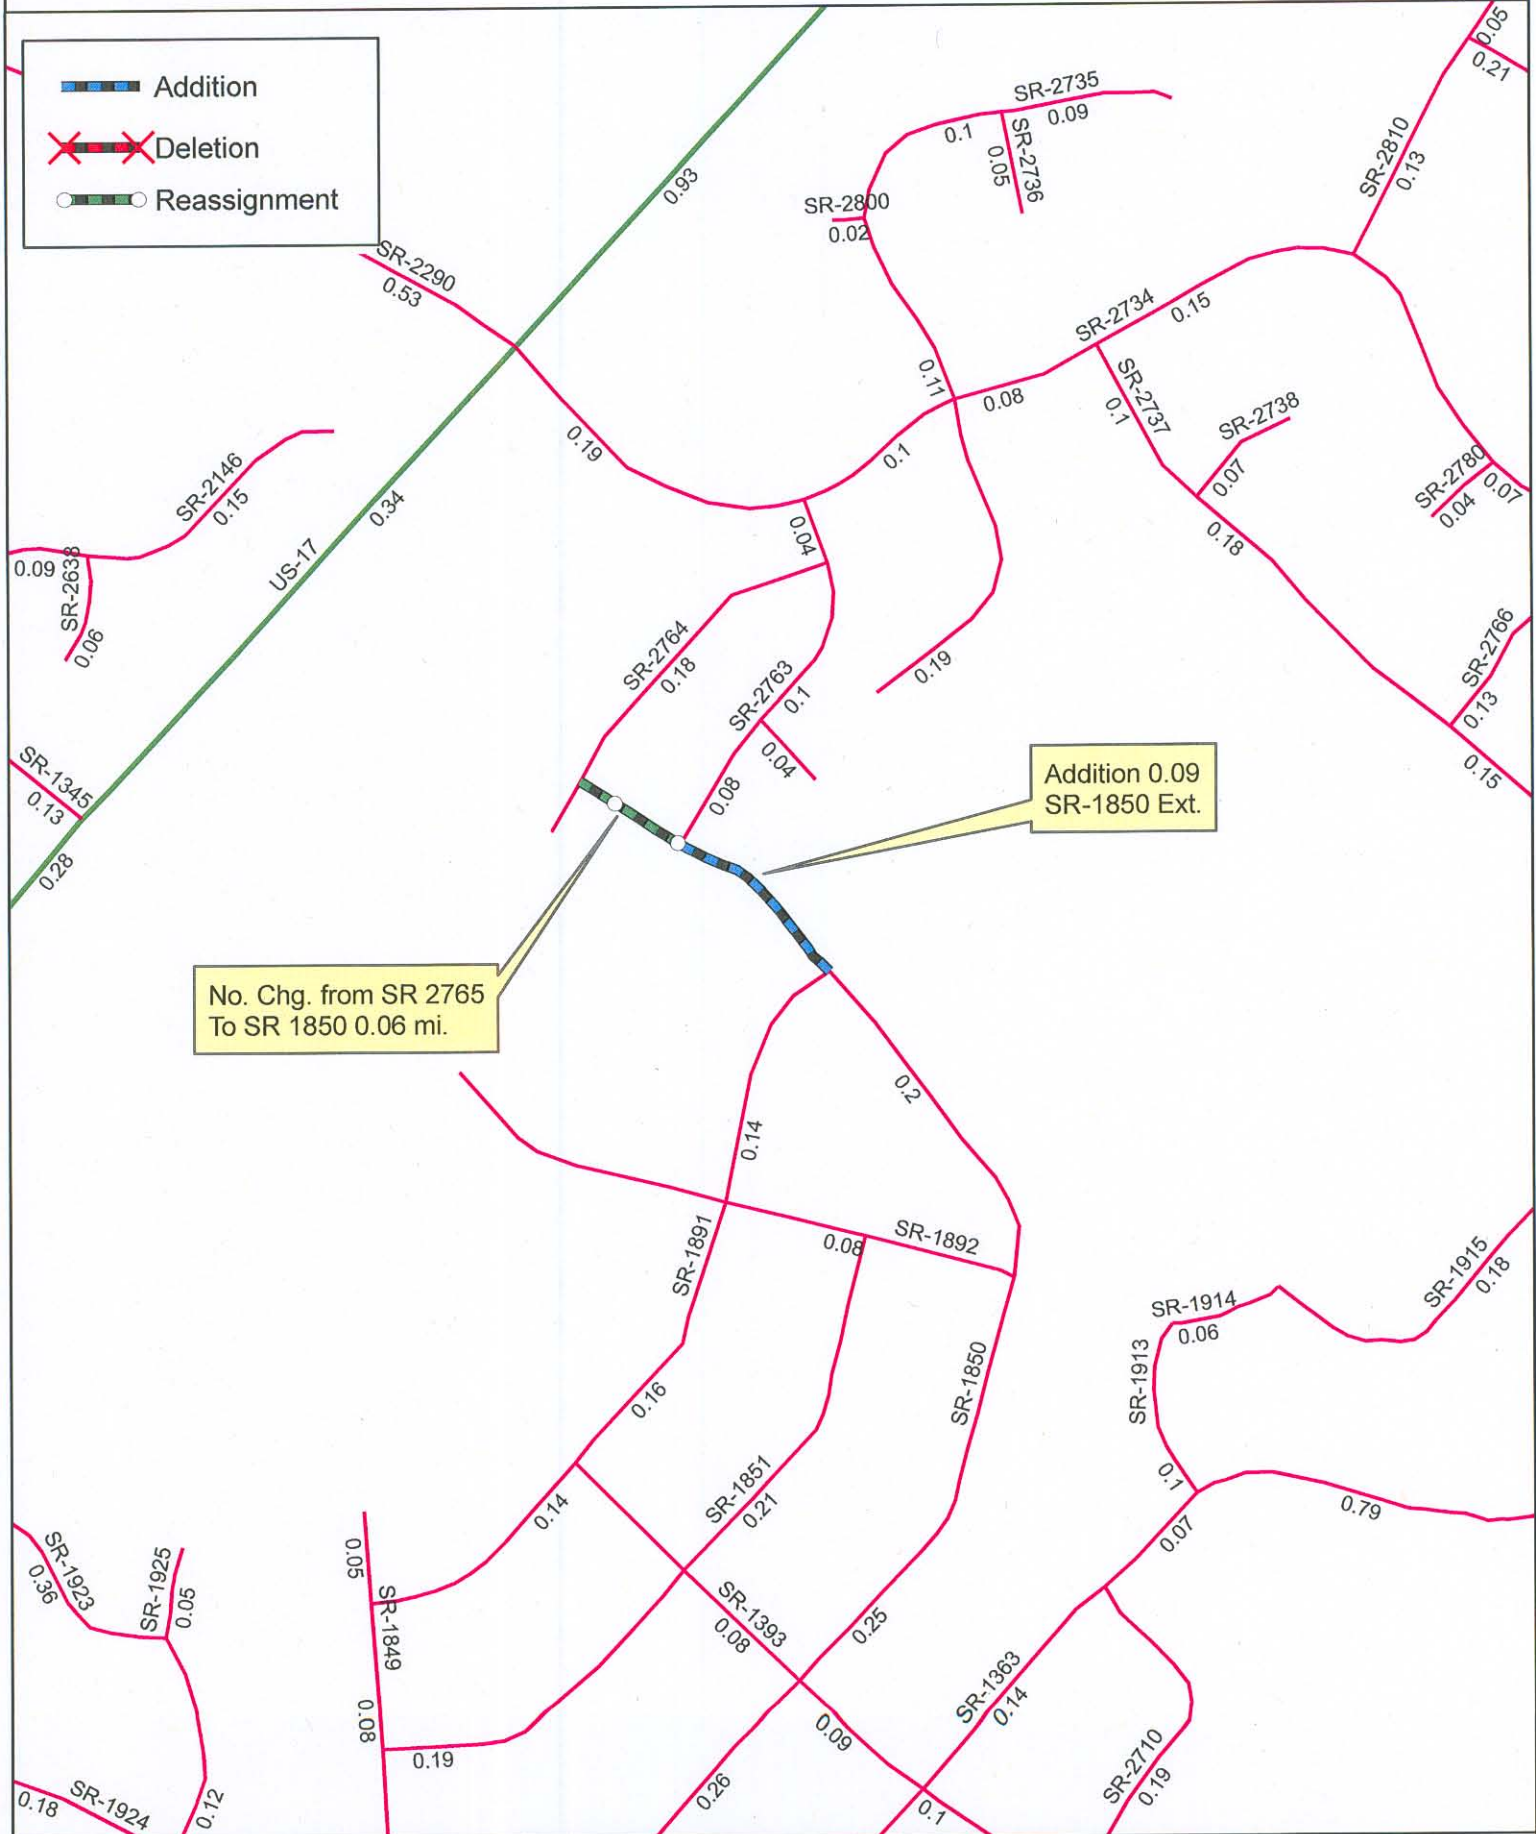 Addition
Deletion
Reassignment
0.05
0.21
SR-2735
0.09
0.1
SR-2736
0.05
SR-2810
0.13
0.93
SR-2800
0.02
SR-2290
0.53
SR-2734
0.15
0.11
0.08
SR-2737
0.1
SR-2738
0.07
0.19
0.1
SR-2780
0.04
0.07
SR-2146
0.15
0.34
0.04
0.18
US-17
0.09
SR-2638
0.06
SR-2764
0.18
SR-2763
0.1
0.19
SR-2766
0.13
0.04
0.08
0.15
SR-1345
0.13
0.28
Addition 0.09
SR-1850 Ext.
No. Chg. from SR 2765
To SR 1850 0.06 mi.
0.2
0.14
SR-1891
0.08
SR-1892
SR-1915
0.18
SR-1914
0.06
SR-1913
SR-1850
0.16
0.1
SR-1851
0.21
0.14
0.79
0.07
SR-1923
0.36
SR-1925
0.05
0.05
SR-1849
SR-1393
0.08
0.25
SR-1363
0.14
0.08
0.19
0.09
SR-2710
0.19
0.18
SR-1924
0.12
0.26
0.1